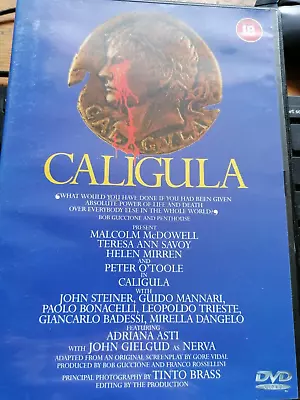 18
CALIGULA
CALIGULA
"WHAT WOULD YOU HAVE DONE IF YOU HAD BEEN GIVEN
ABSOLUTE POWER OF LIFE AND DEATH
OVER EVERYBODY ELSE IN THE WHOLE WORLD?"
BOB GUCCIONE AND PENTHOUSE
PRESENT
MALCOLM McDOWELL
TERESA ANN SAVOY
HELEN MIRREN
AND
PETER O'TOOLE
IN
CALIGULA
WITH
JOHN STEINER, GUIDO MANNARI,
PAOLO BONACELLI, LEOPOLDO TRIESTE,
GIANCARLO BADESSI, MIRELLA DANGELO
FEATURING
ADRIANA ASTI
WITH JOHN GIELGUD AS NERVA
ADAPTED FROM AN ORIGINAL SCREENPLAY BY GORE VIDAL
PRODUCED BY BOB GUCCIONE AND FRANCO ROSSELLINI
PRINCIPAL PHOTOGRAPHY BY TINTO BRASS
EDITING BY THE PRODUCTION
DVD